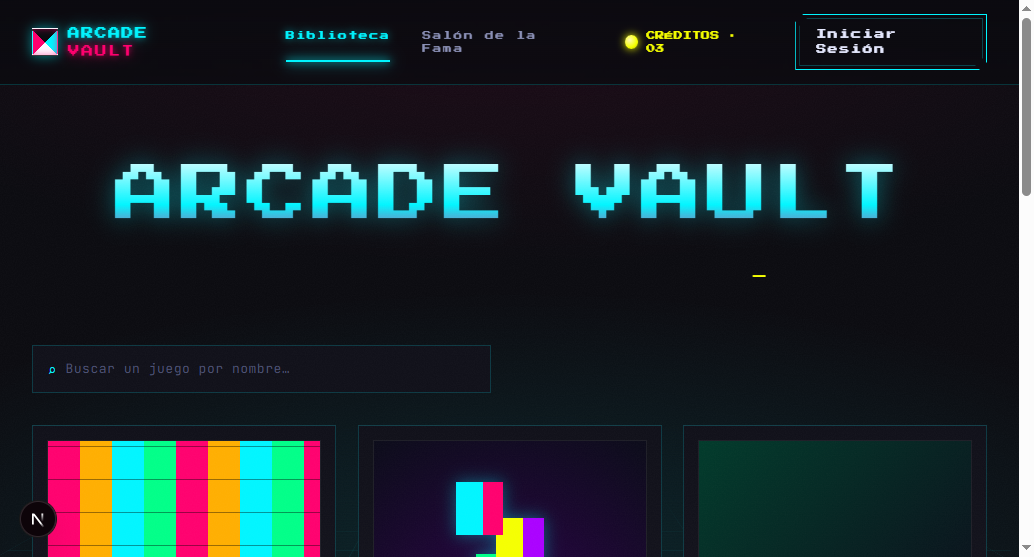 ARCADE
VAULT
Biblioteca
Salón de la
Fama
CRÉDITOS ·
03
Iniciar
Sesión
ARCADE VAULT
_
Buscar un juego por nombre…
N